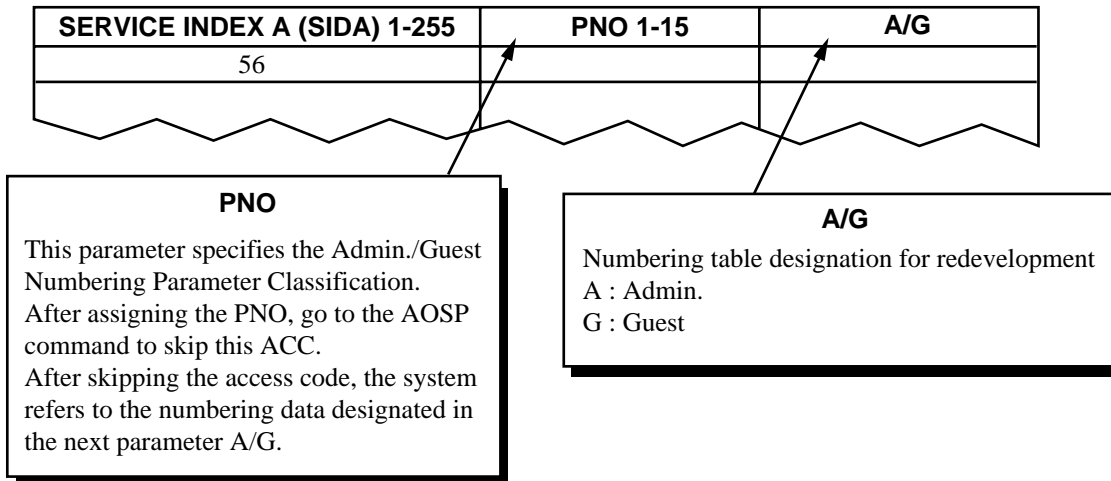 SERVICE INDEX A (SIDA) 1-255 PNO 1-15 A/G
56
PNO
This parameter specifies the Admin./Guest
Numbering Parameter Classification.
After assigning the PNO, go to the AOSP
command to skip this ACC.
After skipping the access code, the system
refers to the numbering data designated in
the next parameter A/G.
A/G
Numbering table designation for redevelopment
A : Admin.
G : Guest